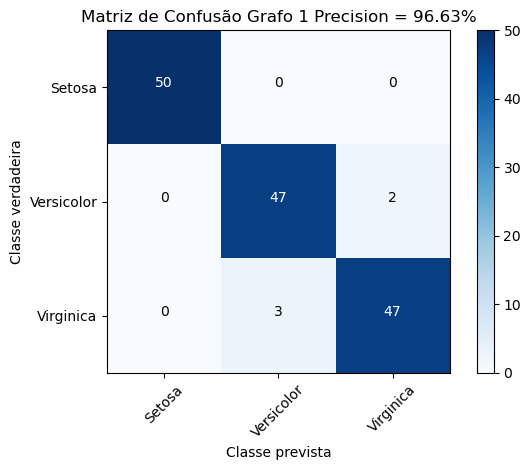 Matriz de Confusão Grafo 1 Precision = 96.63%
Classe verdadeira
Setosa
50 0 0
Versicolor
0 47 2
Virginica
0 3 47
Setosa
Versicolor
Virginica
Classe prevista
50
40
30
20
10
0